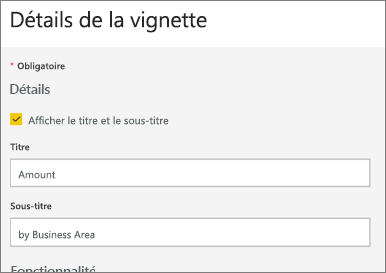 Détails de la vignette
* Obligatoire
Détails
Afficher le titre et le sous-titre
Titre
Amount
Sous-titre
by Business Area
Fonctionnalité